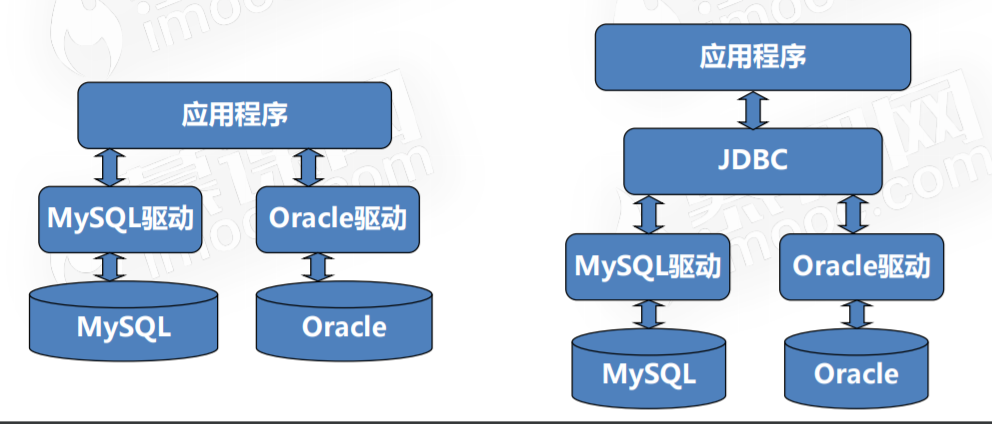 应用程序
MySQL驱动
Oracle驱动
MySQL
Oracle
应用程序
JDBC
MySQL驱动
Oracle驱动
MySQL
Oracle
慕课网
imooc.com